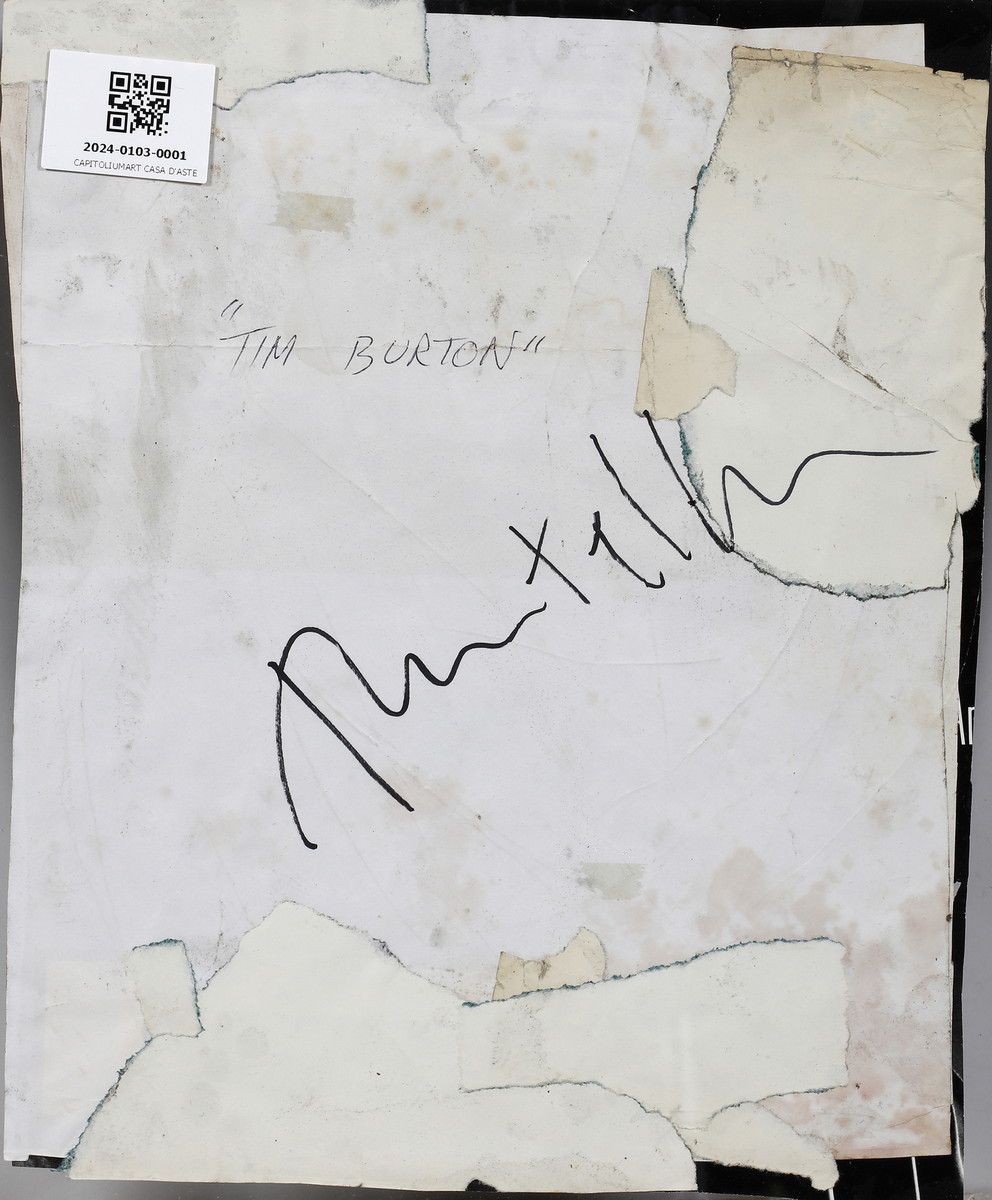 2024-0103-0001
CAPITOLIUMART CASA D'ASTE
"TIM BURTON"